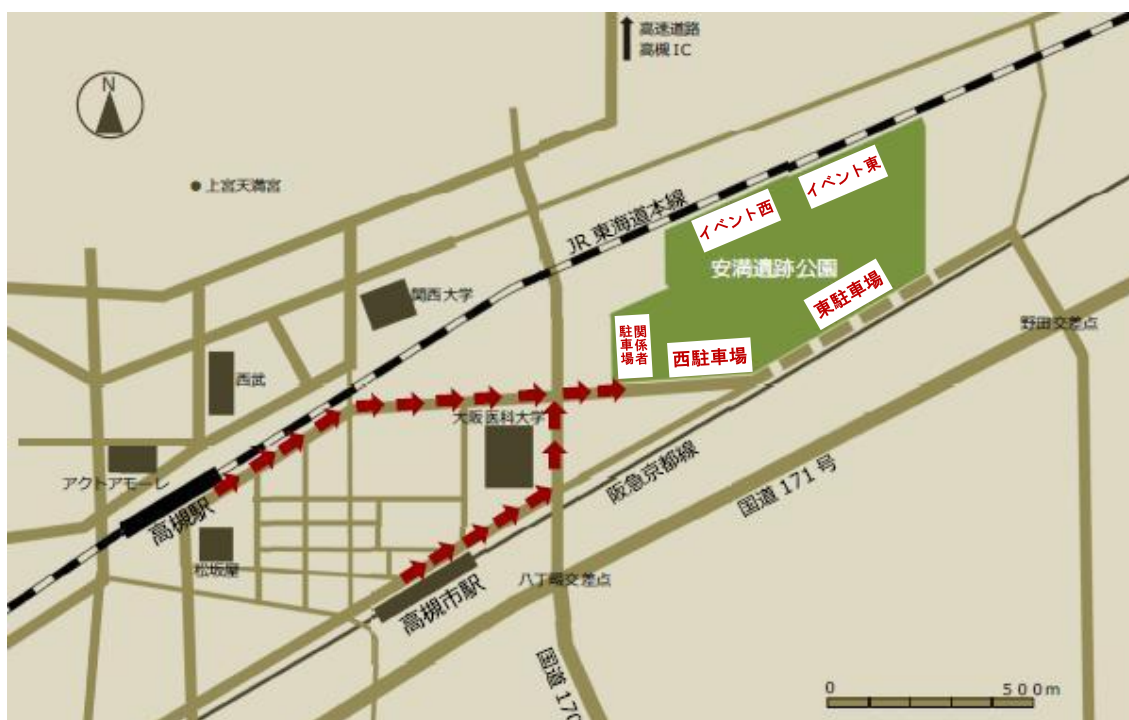 高速道路
高槻IC
N
上宮天満宮
イベント東
イベント西
JR 東海道本線
安満遺跡公園
関西大学
東駐車場
野田交差点
関係者
駐車場
西駐車場
西武
大阪医科大学
アクトアモーレ
阪急京都線
国道 171 号
高槻駅
松坂屋
八丁畷交差点
高槻市駅
国道 170
0
500m